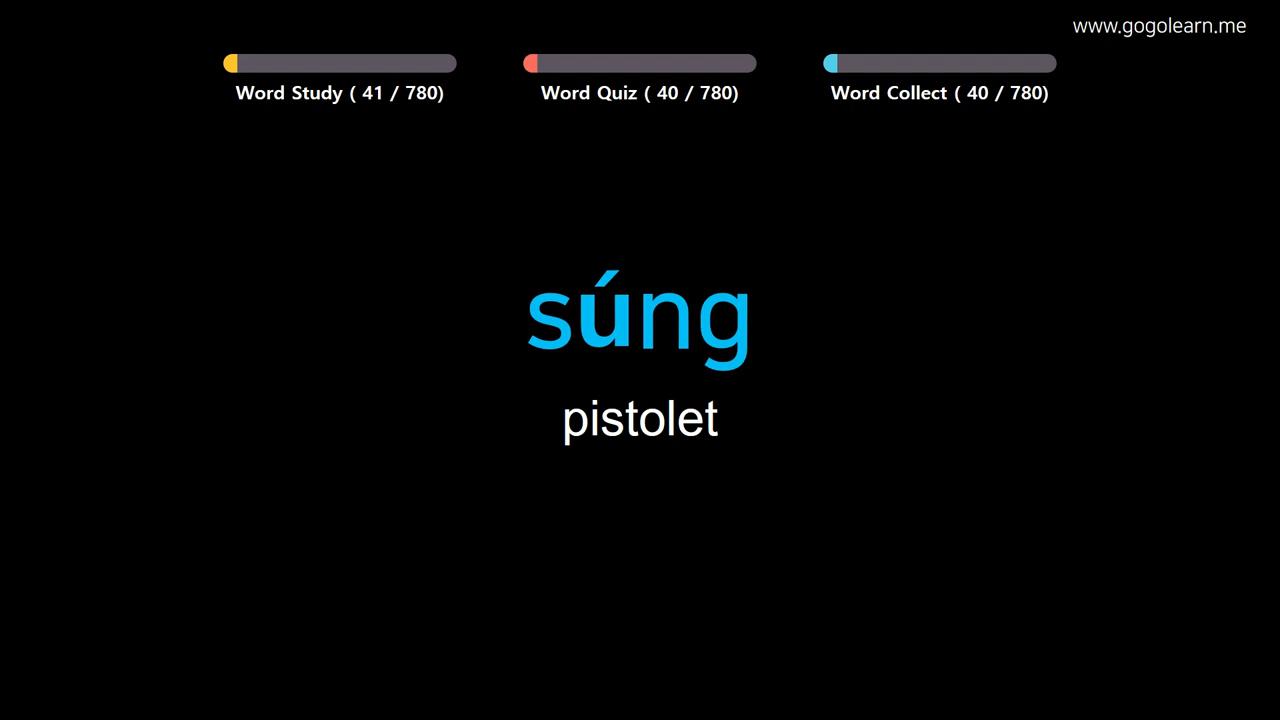 www.gogolearn.me
Word Study ( 41 / 780)
Word Quiz ( 40 / 780)
Word Collect ( 40 / 780)
súng
pistolet